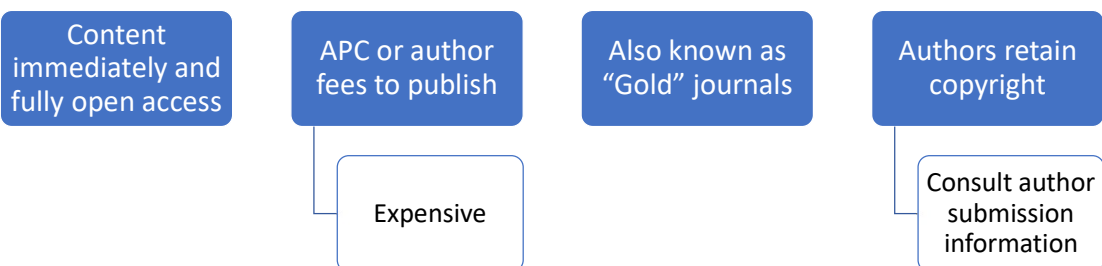 Content
immediately and
fully open access
APC or author
fees to publish
Expensive
Also known as
“Gold” journals
Authors retain
copyright
Consult author
submission
information